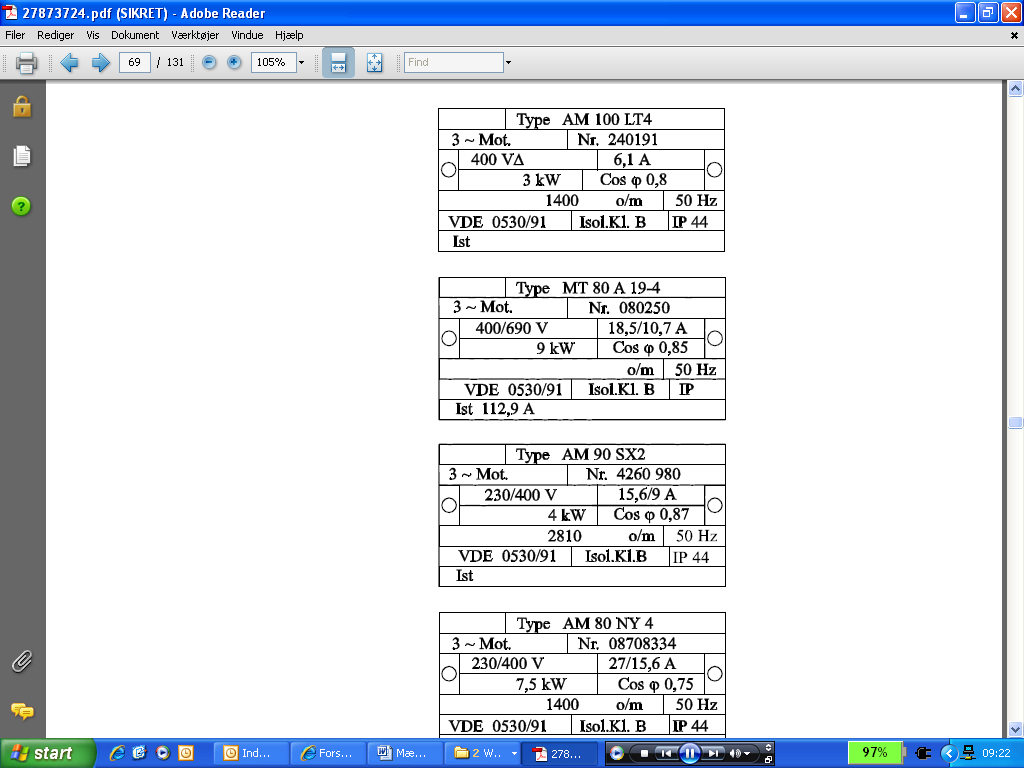 27873724.pdf (SIKRET) - Adobe Reader
Filer Rediger Vis Dokument Værktøjer Vindue Hjælp
69 / 131 105% Find
Type AM 100 LT4
3 ~ Mot. Nr. 240191
400 VΔ 6,1 A
3 kW Cos φ 0,8
1400 o/m 50 Hz
VDE 0530/91 Isol.Kl. B IP 44
Ist
Type MT 80 A 19-4
3 ~ Mot. Nr. 080250
400/690 V 18,5/10,7 A
9 kW Cos φ 0,85
o/m 50 Hz
VDE 0530/91 Isol.Kl. B IP
Ist 112,9 A
Type AM 90 SX2
3 ~ Mot. Nr. 4260 980
230/400 V 15,6/9 A
4 kW Cos φ 0,87
2810 o/m 50 Hz
VDE 0530/91 Isol.Kl.B IP 44
Ist
Type AM 80 NY 4
3 ~ Mot. Nr. 08708334
230/400 V 27/15,6 A
7,5 kW Cos φ 0,75
1400 o/m 50 Hz
VDE 0530/91 Isol.Kl. B IP 44
start Ind... Fors... Mæ... 2 W... 278... 97% 09:22